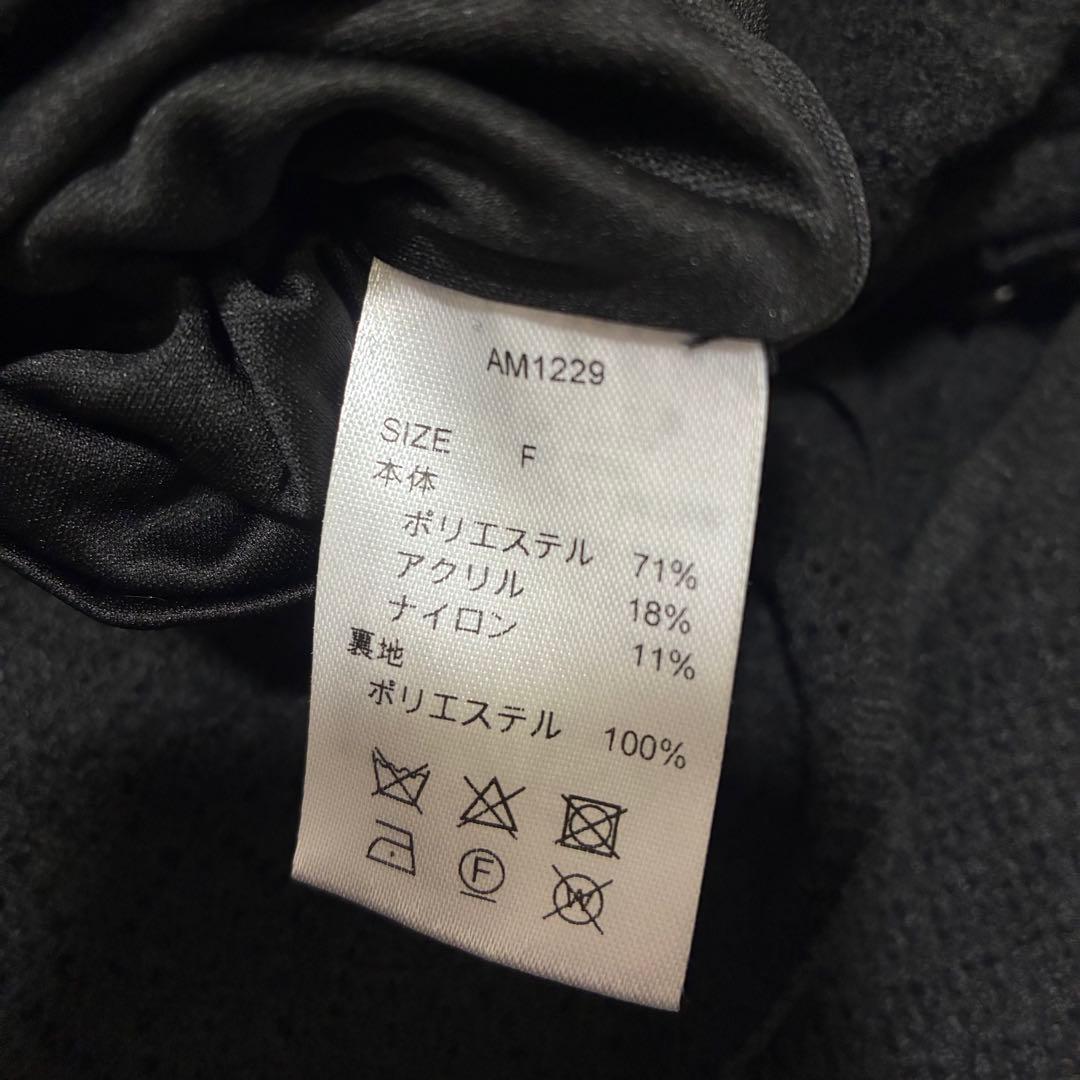 AM1229
SIZE F
本体
ポリエステル 71%
アクリル 18%
ナイロン 11%
裏地
ポリエステル 100%
F
W